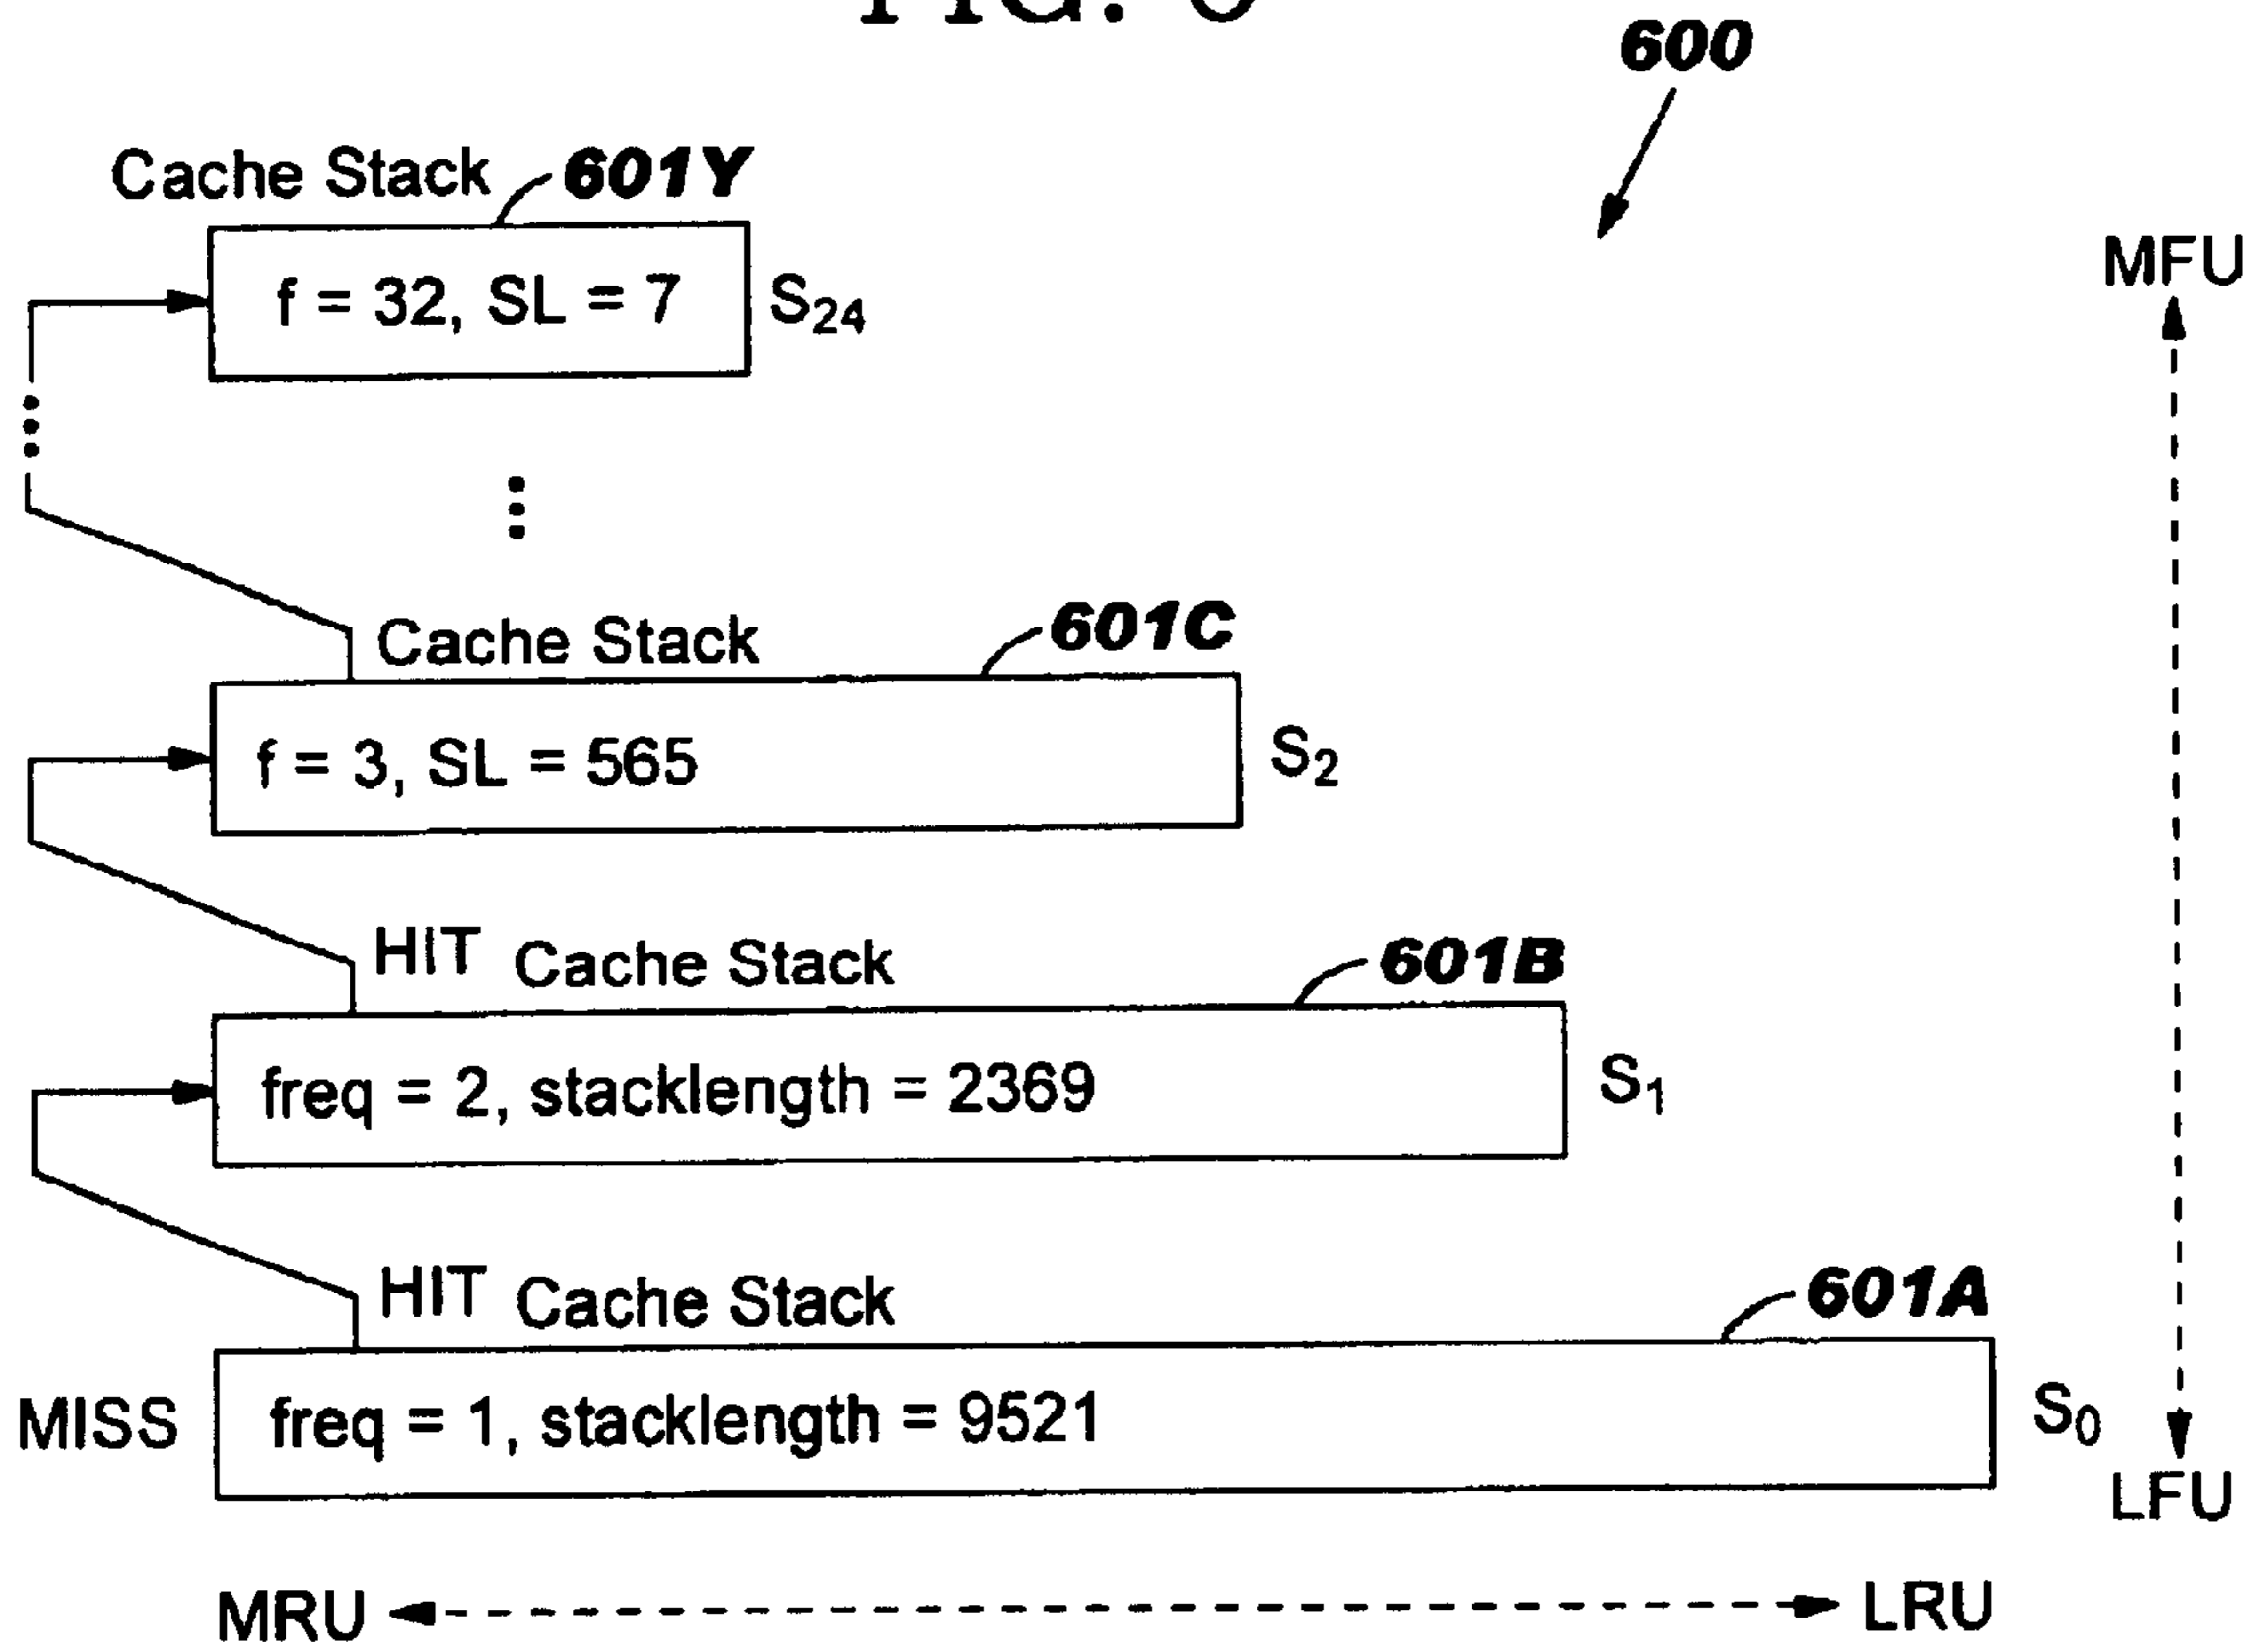 600
Cache Stack 601Y
f = 32, SL = 7 S24
MFU
Cache Stack 601C
f = 3, SL = 565 S2
HIT Cache Stack 601B
freq = 2, stacklength = 2369 S1
HIT Cache Stack 601A
MISS freq = 1, stacklength = 9521 S0
LFU
MRU LRU